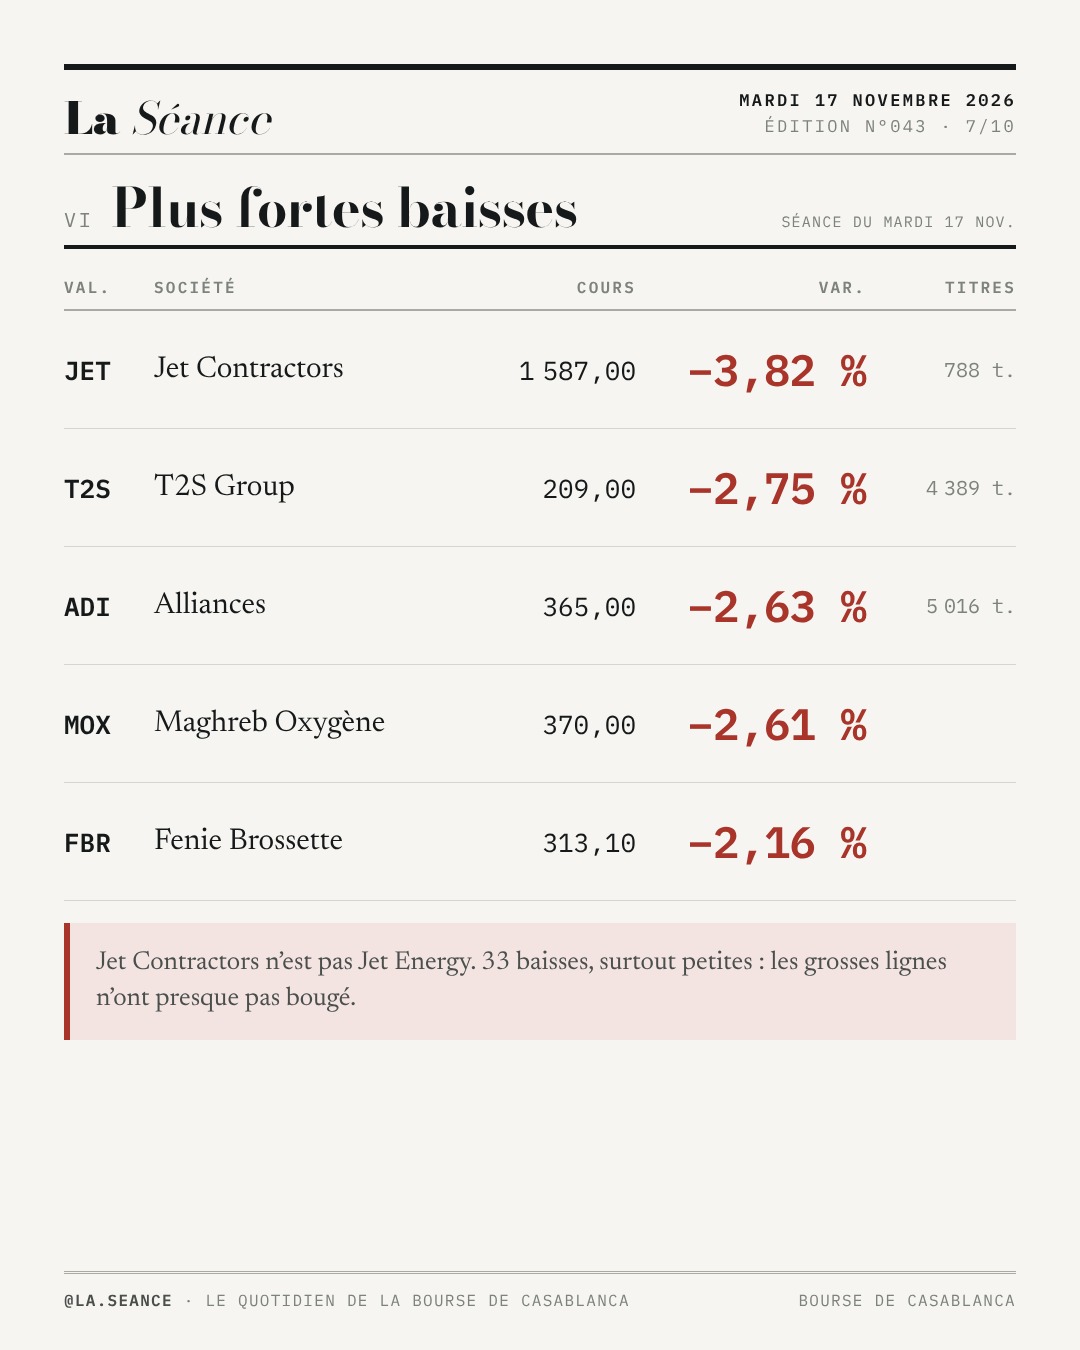 La Séance
MARDI 17 NOVEMBRE 2026
ÉDITION N°043 · 7/10
VI Plus fortes baisses SÉANCE DU MARDI 17 NOV.
VAL. SOCIÉTÉ COURS VAR. TITRES
JET Jet Contractors 1 587,00 −3,82 % 788 t.
T2S T2S Group 209,00 −2,75 % 4 389 t.
ADI Alliances 365,00 −2,63 % 5 016 t.
MOX Maghreb Oxygène 370,00 −2,61 %
FBR Fenie Brossette 313,10 −2,16 %
Jet Contractors n’est pas Jet Energy. 33 baisses, surtout petites : les grosses lignes
n’ont presque pas bougé.
@LA.SEANCE · LE QUOTIDIEN DE LA BOURSE DE CASABLANCA BOURSE DE CASABLANCA